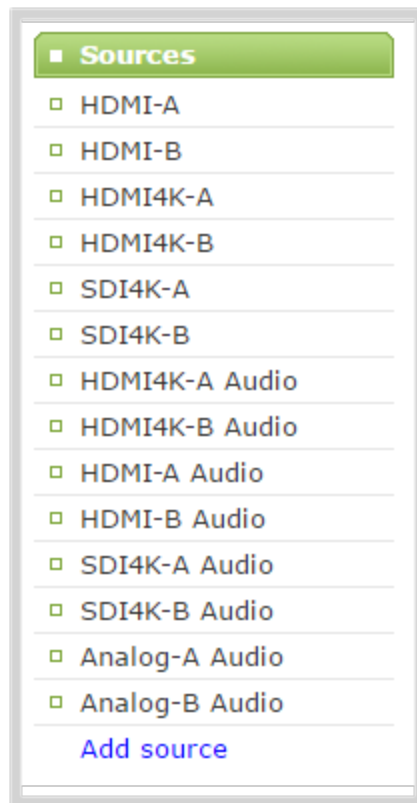 Sources
HDMI-A
HDMI-B
HDMI4K-A
HDMI4K-B
SDI4K-A
SDI4K-B
HDMI4K-A Audio
HDMI4K-B Audio
HDMI-A Audio
HDMI-B Audio
SDI4K-A Audio
SDI4K-B Audio
Analog-A Audio
Analog-B Audio
Add source